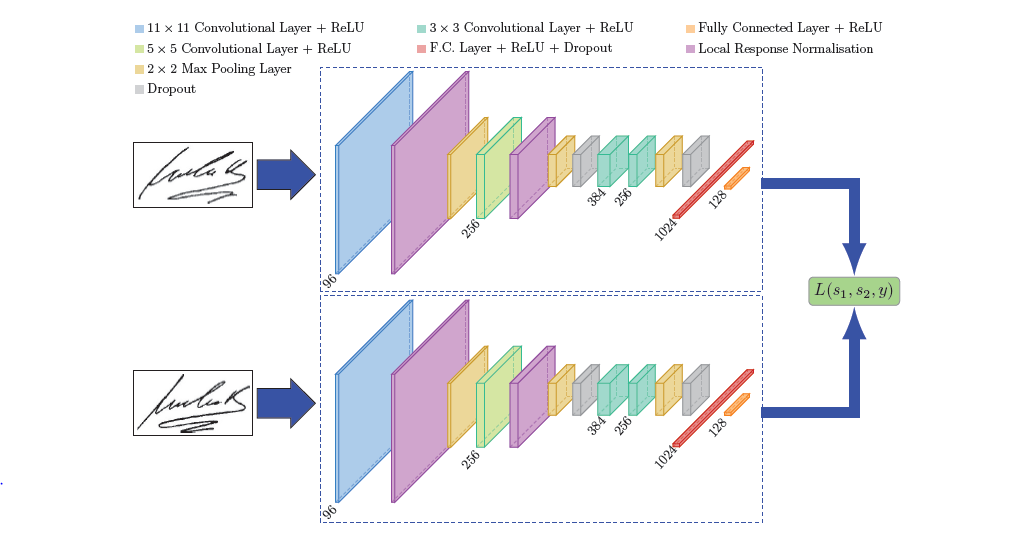 11 × 11 Convolutional Layer + ReLU
3 × 3 Convolutional Layer + ReLU
Fully Connected Layer + ReLU
5 × 5 Convolutional Layer + ReLU
F.C. Layer + ReLU + Dropout
Local Response Normalisation
2 × 2 Max Pooling Layer
Dropout
96
256
384
256
1024
128
L(s₁, s₂, y)
96
256
384
256
1024
128